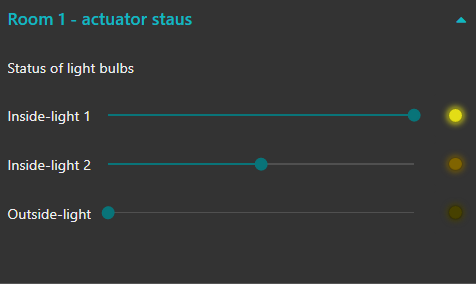 Room 1 - actuator staus
Status of light bulbs
Inside-light 1
Inside-light 2
Outside-light